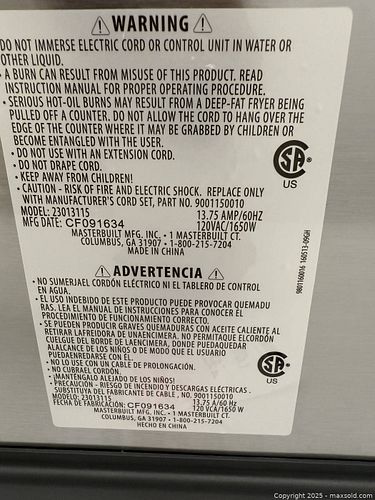 ⚠ WARNING ⚠
DO NOT IMMERSE ELECTRIC CORD OR CONTROL UNIT IN WATER OR
OTHER LIQUID.
• A BURN CAN RESULT FROM MISUSE OF THIS PRODUCT. READ
INSTRUCTION MANUAL FOR PROPER OPERATING PROCEDURE.
• SERIOUS HOT-OIL BURNS MAY RESULT FROM A DEEP-FAT FRYER BEING
PULLED OFF A COUNTER. DO NOT ALLOW THE CORD TO HANG OVER THE
EDGE OF THE COUNTER WHERE IT MAY BE GRABBED BY CHILDREN OR
BECOME ENTANGLED WITH THE USER.
• DO NOT USE WITH AN EXTENSION CORD.
• DO NOT DRAPE CORD.
• KEEP AWAY FROM CHILDREN!
• CAUTION - RISK OF FIRE AND ELECTRIC SHOCK. REPLACE ONLY
WITH MANUFACTURER'S CORD SET, PART NO. 9001150010
MODEL: 23013115 13.75 AMP/60HZ
MFG DATE: CF091634 120VAC/1650W
MASTERBUILT MFG. INC. • 1 MASTERBUILT CT.
COLUMBUS, GA 31907 • 1-800-215-7204
MADE IN CHINA
SA ®
US
9801160016 160513-09GH
⚠ ADVERTENCIA ⚠
• NO SUMERJAEL CORDÓN ELÉCTRICO NI EL TABLERO DE CONTROL
EN AGUA.
• EL USO INDEBIDO DE ESTE PRODUCTO PUEDE PROVOCAR QUEMADU
RAS. LEA EL MANUAL DE INSTRUCCIONES PARA CONOCER EL
PROCEDIMIENTO DE FUNCIONAMIENTO CORRECTO.
• SE PUEDEN PRODUCIR GRAVES QUEMADURAS CON ACEITE CALIENTE AL
RETIRAR LAFREIDORA DE UNAENCIMERA. NO PERMITAQUE ELCORDÓN
CUELGUE DEL BORDE DE LAENCIMERA, DONDE PUEDAQUEDAR
ALALCANCE DE LOS NIÑOS O DE MODO QUE EL USUARIO
PUEDAENREDARSE CON ÉL.
• NO LO USE CON UN CABLE DE PROLONGACIÓN.
• NO CUBRAEL CORDÓN.
• ¡MANTÉNGALO ALEJADO DE LOS NIÑOS!
• PRECAUCIÓN - RIESGO DE INCENDIO Y DESCARGAS ELÉCTRICAS .
SUBSTITUYA DEL FABRICANTE DE CABLE , NO. 9001150010
MODELO: 23013115 13.75 A/60 Hz
FECHA DE FABRICACIÓN: CF091634 120 VCA/1650 W
MASTERBUILT MFG. INC. • 1 MASTERBUILT CT.
COLUMBUS, GA 31907 • 1-800-215-7204
HECHO EN CHINA
SA ®
US
Copyright 2025 - maxsold.com